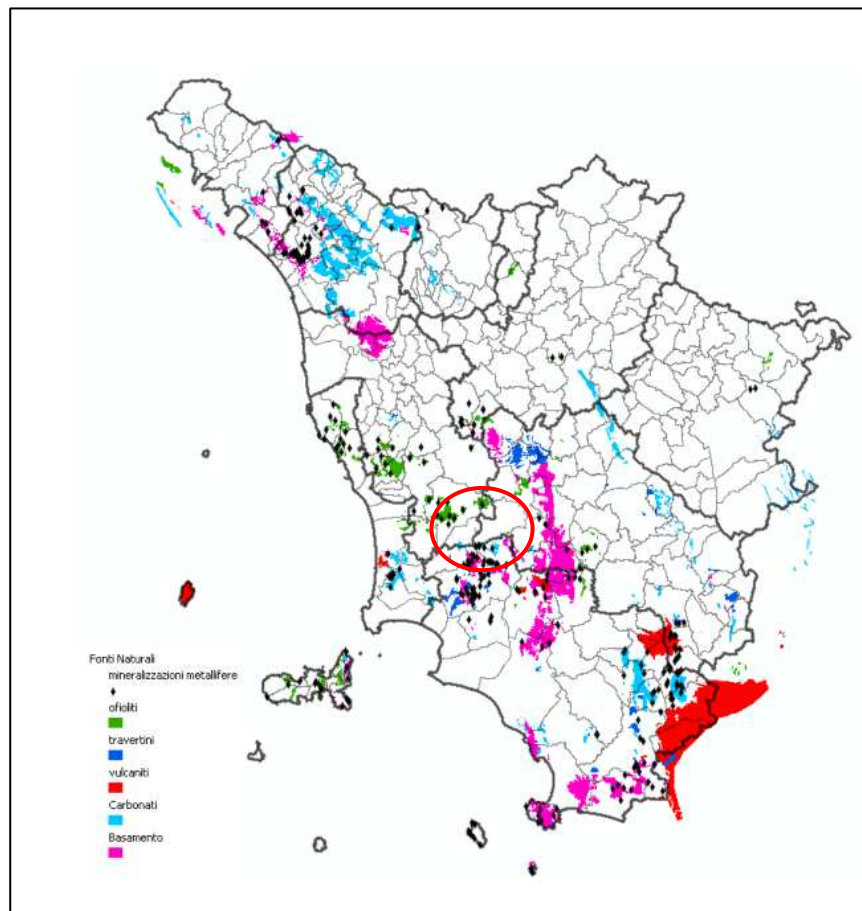 Fonti Naturali
mineralizzazioni metallifere
ofioliti
travertini
vulcaniti
Carbonati
Basamento